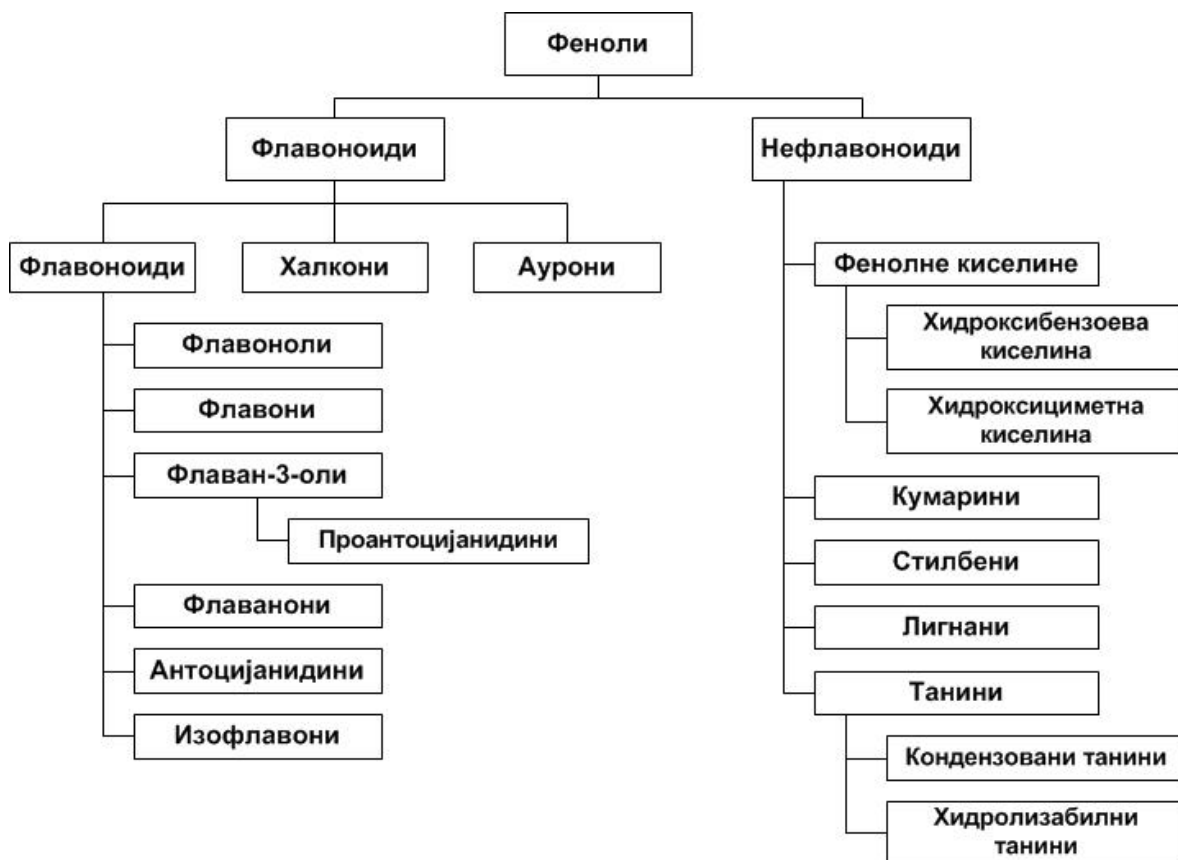 Феноли
Флавоноиди
Нефлавоноиди
Флавоноиди
Халкони
Аурони
Флавоноли
Флавони
Флаван-3-оли
Проантоцијанидини
Флаванони
Антоцијанидини
Изофлавони
Фенолне киселине
Хидроксибензоева
киселина
Хидроксициметна
киселина
Кумарини
Стилбени
Лигнани
Танини
Кондензовани танини
Хидролизабилни
танини